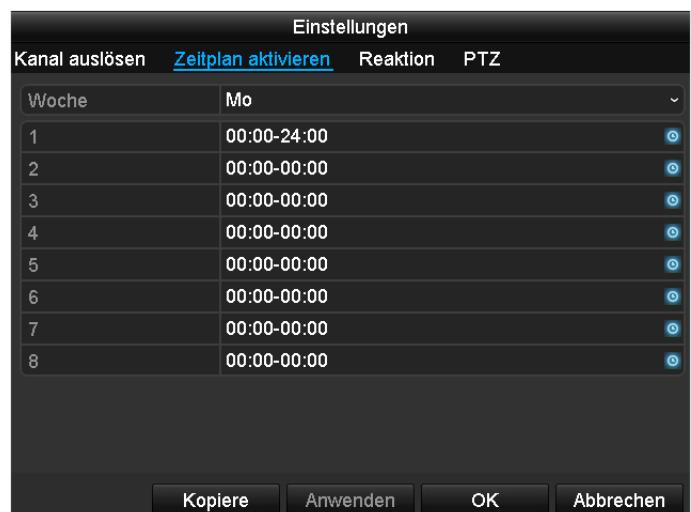 Einstellungen
Kanal auslösen Zeitplan aktivieren Reaktion PTZ
Woche Mo
1 00:00-24:00
2 00:00-00:00
3 00:00-00:00
4 00:00-00:00
5 00:00-00:00
6 00:00-00:00
7 00:00-00:00
8 00:00-00:00
Kopiere Anwenden OK Abbrechen